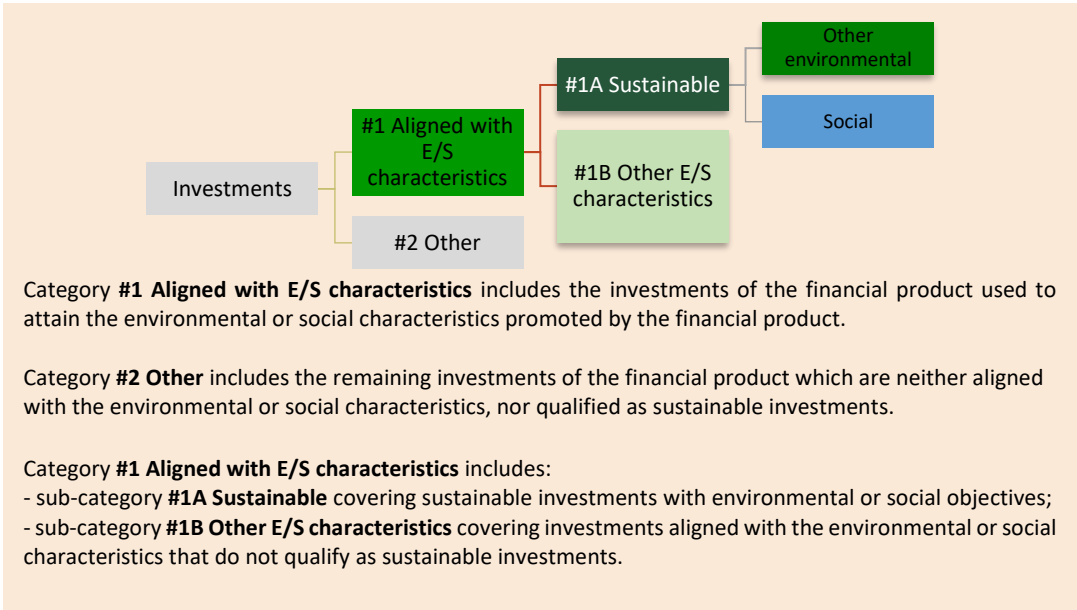 Other
environmental
#1A Sustainable
Social
#1 Aligned with
E/S
characteristics
#1B Other E/S
characteristics
Investments
#2 Other
Category #1 Aligned with E/S characteristics includes the investments of the financial product used to
attain the environmental or social characteristics promoted by the financial product.
Category #2 Other includes the remaining investments of the financial product which are neither aligned
with the environmental or social characteristics, nor qualified as sustainable investments.
Category #1 Aligned with E/S characteristics includes:
- sub-category #1A Sustainable covering sustainable investments with environmental or social objectives;
- sub-category #1B Other E/S characteristics covering investments aligned with the environmental or social
characteristics that do not qualify as sustainable investments.